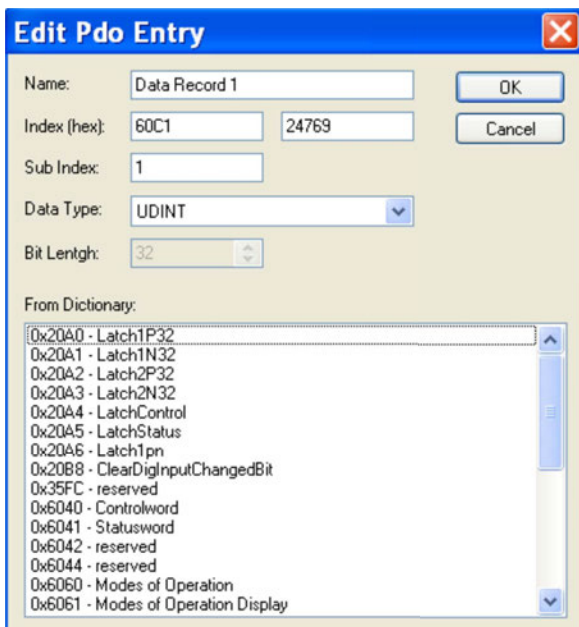 Edit Pdo Entry
Name: Data Record 1 OK
Index (hex): 60C1 24769 Cancel
Sub Index: 1
Data Type: UDINT
Bit Lentgh: 32
From Dictionary:
0x20A0 - Latch1P32
0x20A1 - Latch1N32
0x20A2 - Latch2P32
0x20A3 - Latch2N32
0x20A4 - LatchControl
0x20A5 - LatchStatus
0x20A6 - Latch1pn
0x20B8 - ClearDigInputChangedBit
0x35FC - reserved
0x6040 - Controlword
0x6041 - Statusword
0x6042 - reserved
0x6044 - reserved
0x6060 - Modes of Operation
0x6061 - Modes of Operation Display